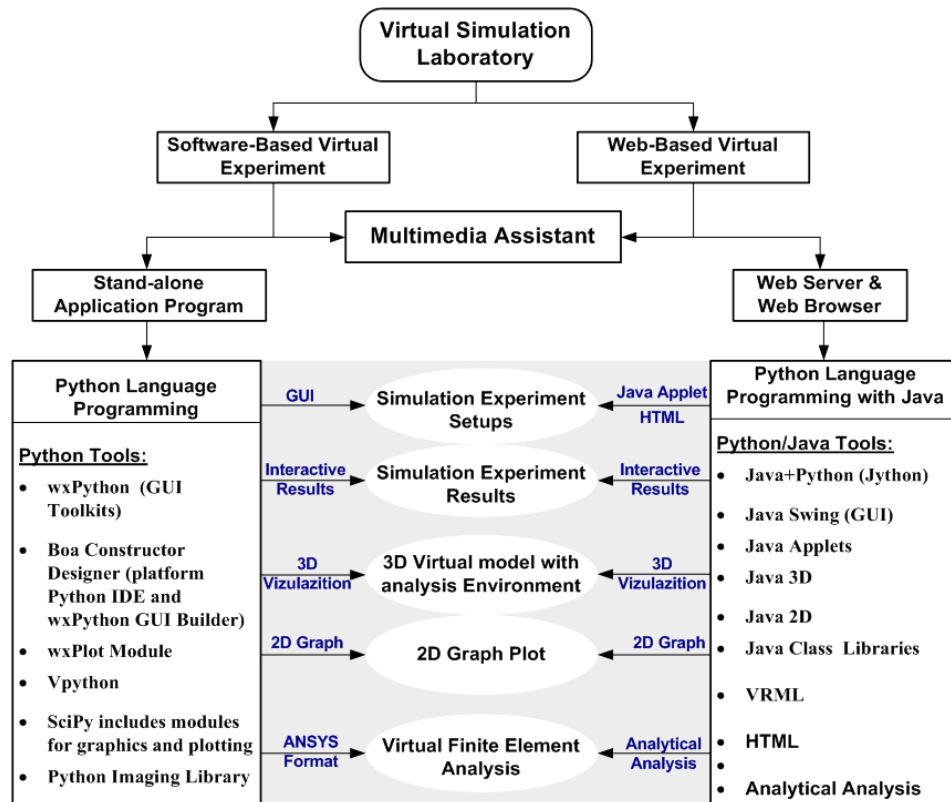 Virtual Simulation
Laboratory
Software-Based Virtual
Experiment
Web-Based Virtual
Experiment
Multimedia Assistant
Stand-alone
Application Program
Web Server &
Web Browser
Python Language
Programming
Python Tools:
• wxPython (GUI
Toolkits)
• Boa Constructor
Designer (platform
Python IDE and
wxPython GUI Builder)
• wxPlot Module
• Vpython
• SciPy includes modules
for graphics and plotting
• Python Imaging Library
GUI
Simulation Experiment
Setups
Java Applet
HTML
Interactive
Results
Simulation Experiment
Results
Interactive
Results
3D
Vizulazition
3D Virtual model with
analysis Environment
3D
Vizulazition
2D Graph
2D Graph Plot
2D Graph
ANSYS
Format
Virtual Finite Element
Analysis
Analytical
Analysis
Python Language
Programming with Java
Python/Java Tools:
• Java+Python (Jython)
• Java Swing (GUI)
• Java Applets
• Java 3D
• Java 2D
• Java Class Libraries
• VRML
• HTML
•
• Analytical Analysis